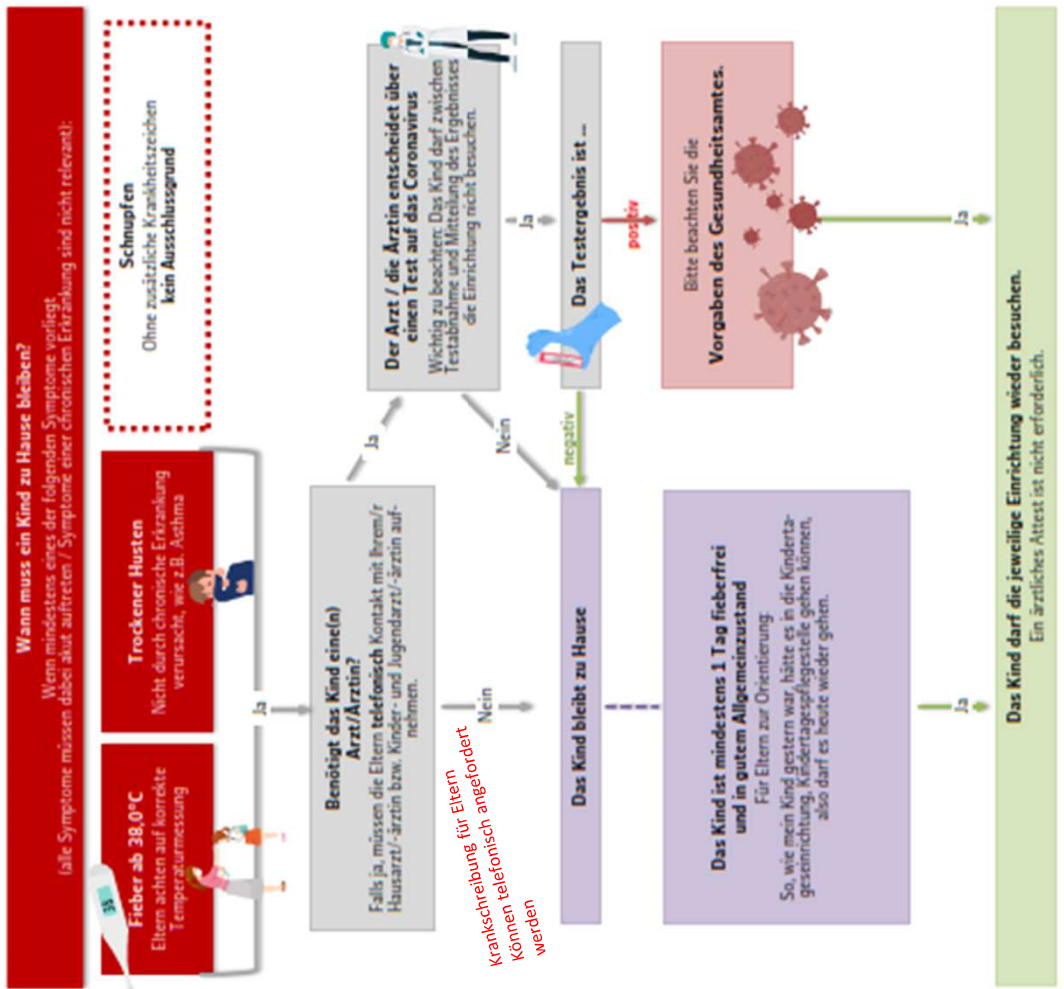 Wann muss ein Kind zu Hause bleiben?
Wenn mindestens eines der folgenden Symptome vorliegt
(alle Symptome müssen dabei akut auftreten / Symptome einer chronischen Erkrankung sind nicht relevant):
Fieber ab 38,0°C
Eltern achten auf korrekte
Temperaturmessung
Trockener Husten
Nicht durch chronische Erkrankung
verursacht, wie z.B. Asthma
Schnupfen
Ohne zusätzliche Krankheitszeichen
kein Ausschlussgrund
Ja
Benötigt das Kind eine(n)
Arzt/Ärztin?
Falls ja, müssen die Eltern telefonisch Kontakt mit Ihrem/r
Hausarzt/-ärztin bzw. Kinder- und Jugendarzt/-ärztin auf-
nehmen.
Ja
Der Arzt / die Ärztin entscheidet über
einen Test auf das Coronavirus
Wichtig zu beachten: Das Kind darf zwischen
Testabnahme und Mitteilung des Ergebnisses
die Einrichtung nicht besuchen.
Krankschreibung für Eltern
Können telefonisch angefordert
werden
Nein
Nein
Ja
Das Kind bleibt zu Hause
negativ
Das Testergebnis ist ...
positiv
Das Kind ist mindestens 1 Tag fieberfrei
und in gutem Allgemeinzustand
Für Eltern zur Orientierung:
So, wie mein Kind gestern war, hätte es in die Kinderta-
geseinrichtung, Kindertagespflegestelle gehen können,
also darf es heute wieder gehen.
Bitte beachten Sie die
Vorgaben des Gesundheitsamtes.
Ja
Ja
Das Kind darf die jeweilige Einrichtung wieder besuchen.
Ein ärztliches Attest ist nicht erforderlich.